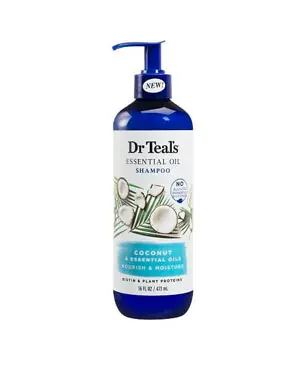 NEW!
Dr Teal's
ESSENTIAL OIL
SHAMPOO
NO
COCONUT
& ESSENTIAL OILS
NOURISH & MOISTURE
BIOTIN & PLANT PROTEINS
16 fl oz / 473 mL